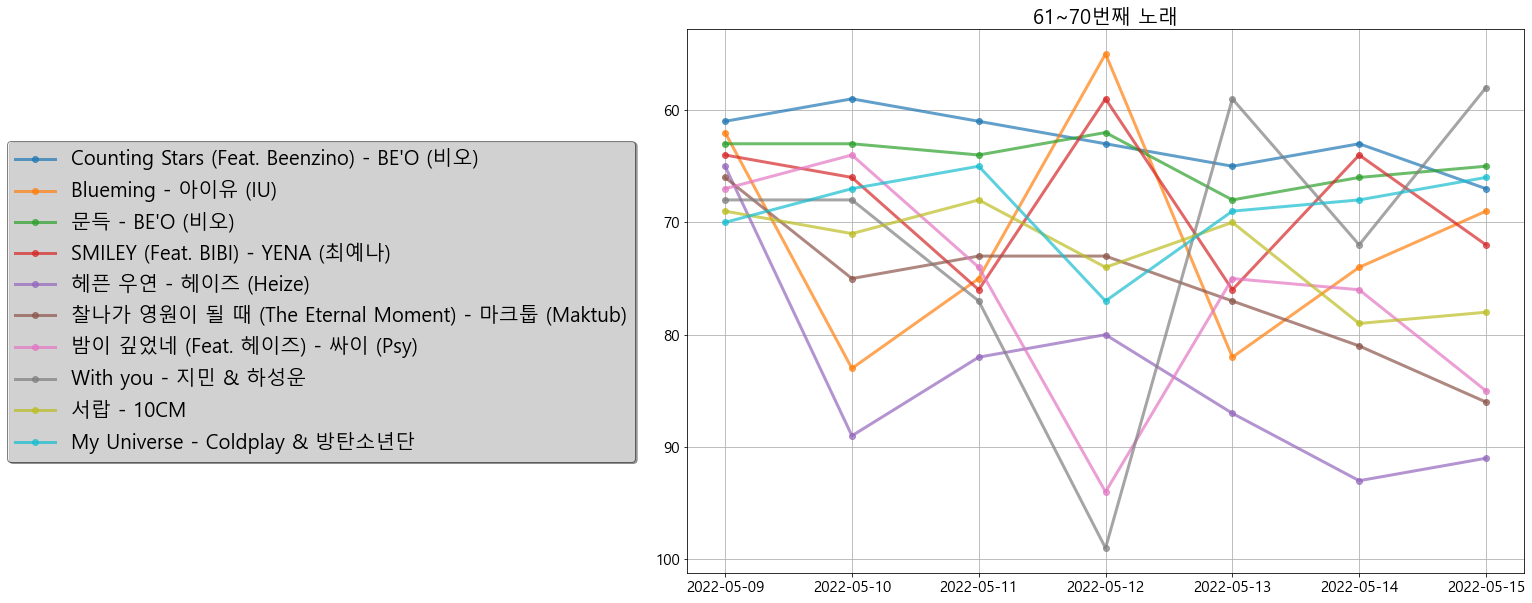 61~70번째 노래
Counting Stars (Feat. Beenzino) - BE'O (비오)
Blueming - 아이유 (IU)
문득 - BE'O (비오)
SMILEY (Feat. BIBI) - YENA (최예나)
헤픈 우연 - 헤이즈 (Heize)
찰나가 영원이 될 때 (The Eternal Moment) - 마크툽 (Maktub)
밤이 깊었네 (Feat. 헤이즈) - 싸이 (Psy)
With you - 지민 & 하성운
서랍 - 10CM
My Universe - Coldplay & 방탄소년단
60
70
80
90
100
2022-05-09 2022-05-10 2022-05-11 2022-05-12 2022-05-13 2022-05-14 2022-05-15